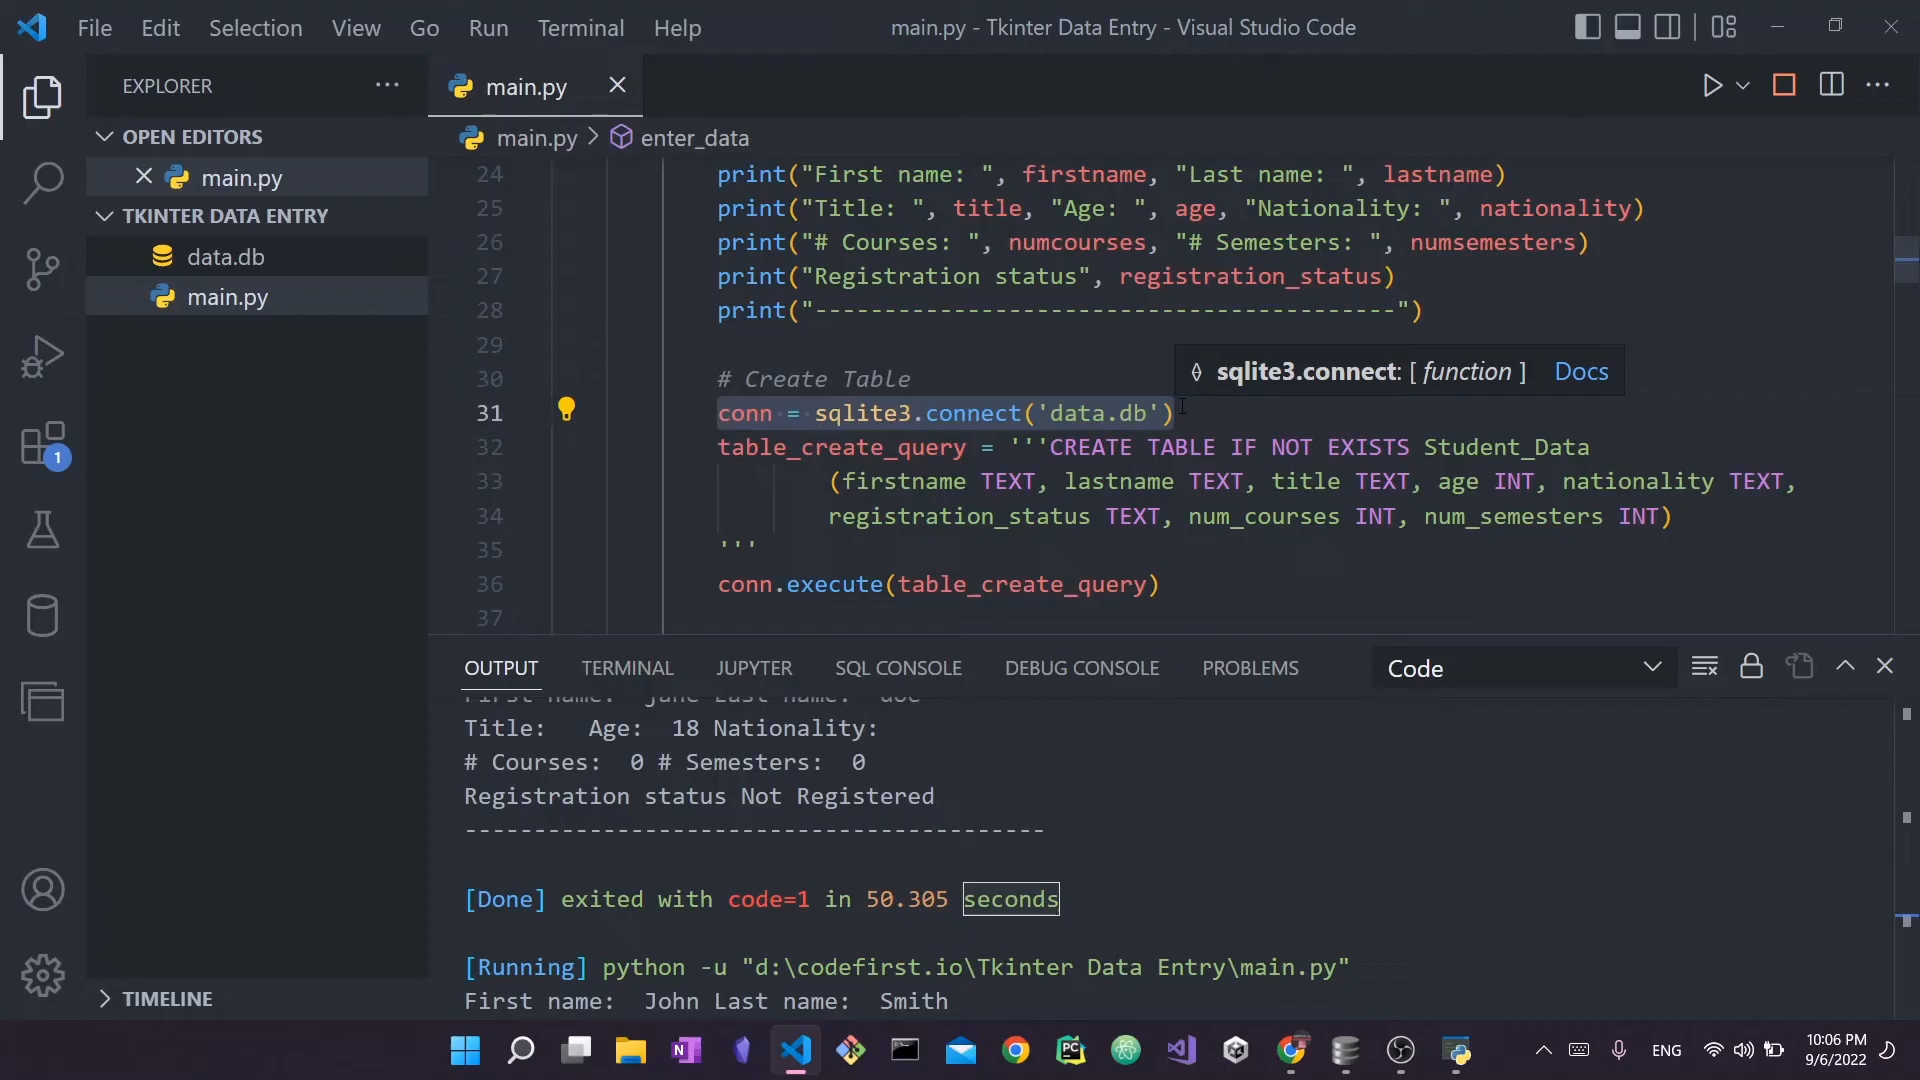 File Edit Selection View Go Run Terminal Help
main.py - Tkinter Data Entry - Visual Studio Code
EXPLORER
OPEN EDITORS
main.py
TKINTER DATA ENTRY
data.db
main.py
TIMELINE
1
main.py
main.py > enter_data
24 print("First name: ", firstname, "Last name: ", lastname)
25 print("Title: ", title, "Age: ", age, "Nationality: ", nationality)
26 print("# Courses: ", numcourses, "# Semesters: ", numsemesters)
27 print("Registration status", registration_status)
28 print("------------------------------------------")
29
30 # Create Table
sqlite3.connect: [ function ] Docs
31 conn = sqlite3.connect('data.db')
32 table_create_query = '''CREATE TABLE IF NOT EXISTS Student_Data
33 (firstname TEXT, lastname TEXT, title TEXT, age INT, nationality TEXT,
34 registration_status TEXT, num_courses INT, num_semesters INT)
35 '''
36 conn.execute(table_create_query)
37
OUTPUT TERMINAL JUPYTER SQL CONSOLE DEBUG CONSOLE PROBLEMS Code
First name: jane Last name: doe
Title: Age: 18 Nationality:
# Courses: 0 # Semesters: 0
Registration status Not Registered
------------------------------------------
[Done] exited with code=1 in 50.305 seconds
[Running] python -u "d:\codefirst.io\Tkinter Data Entry\main.py"
First name: John Last name: Smith
ENG
10:06 PM
9/6/2022